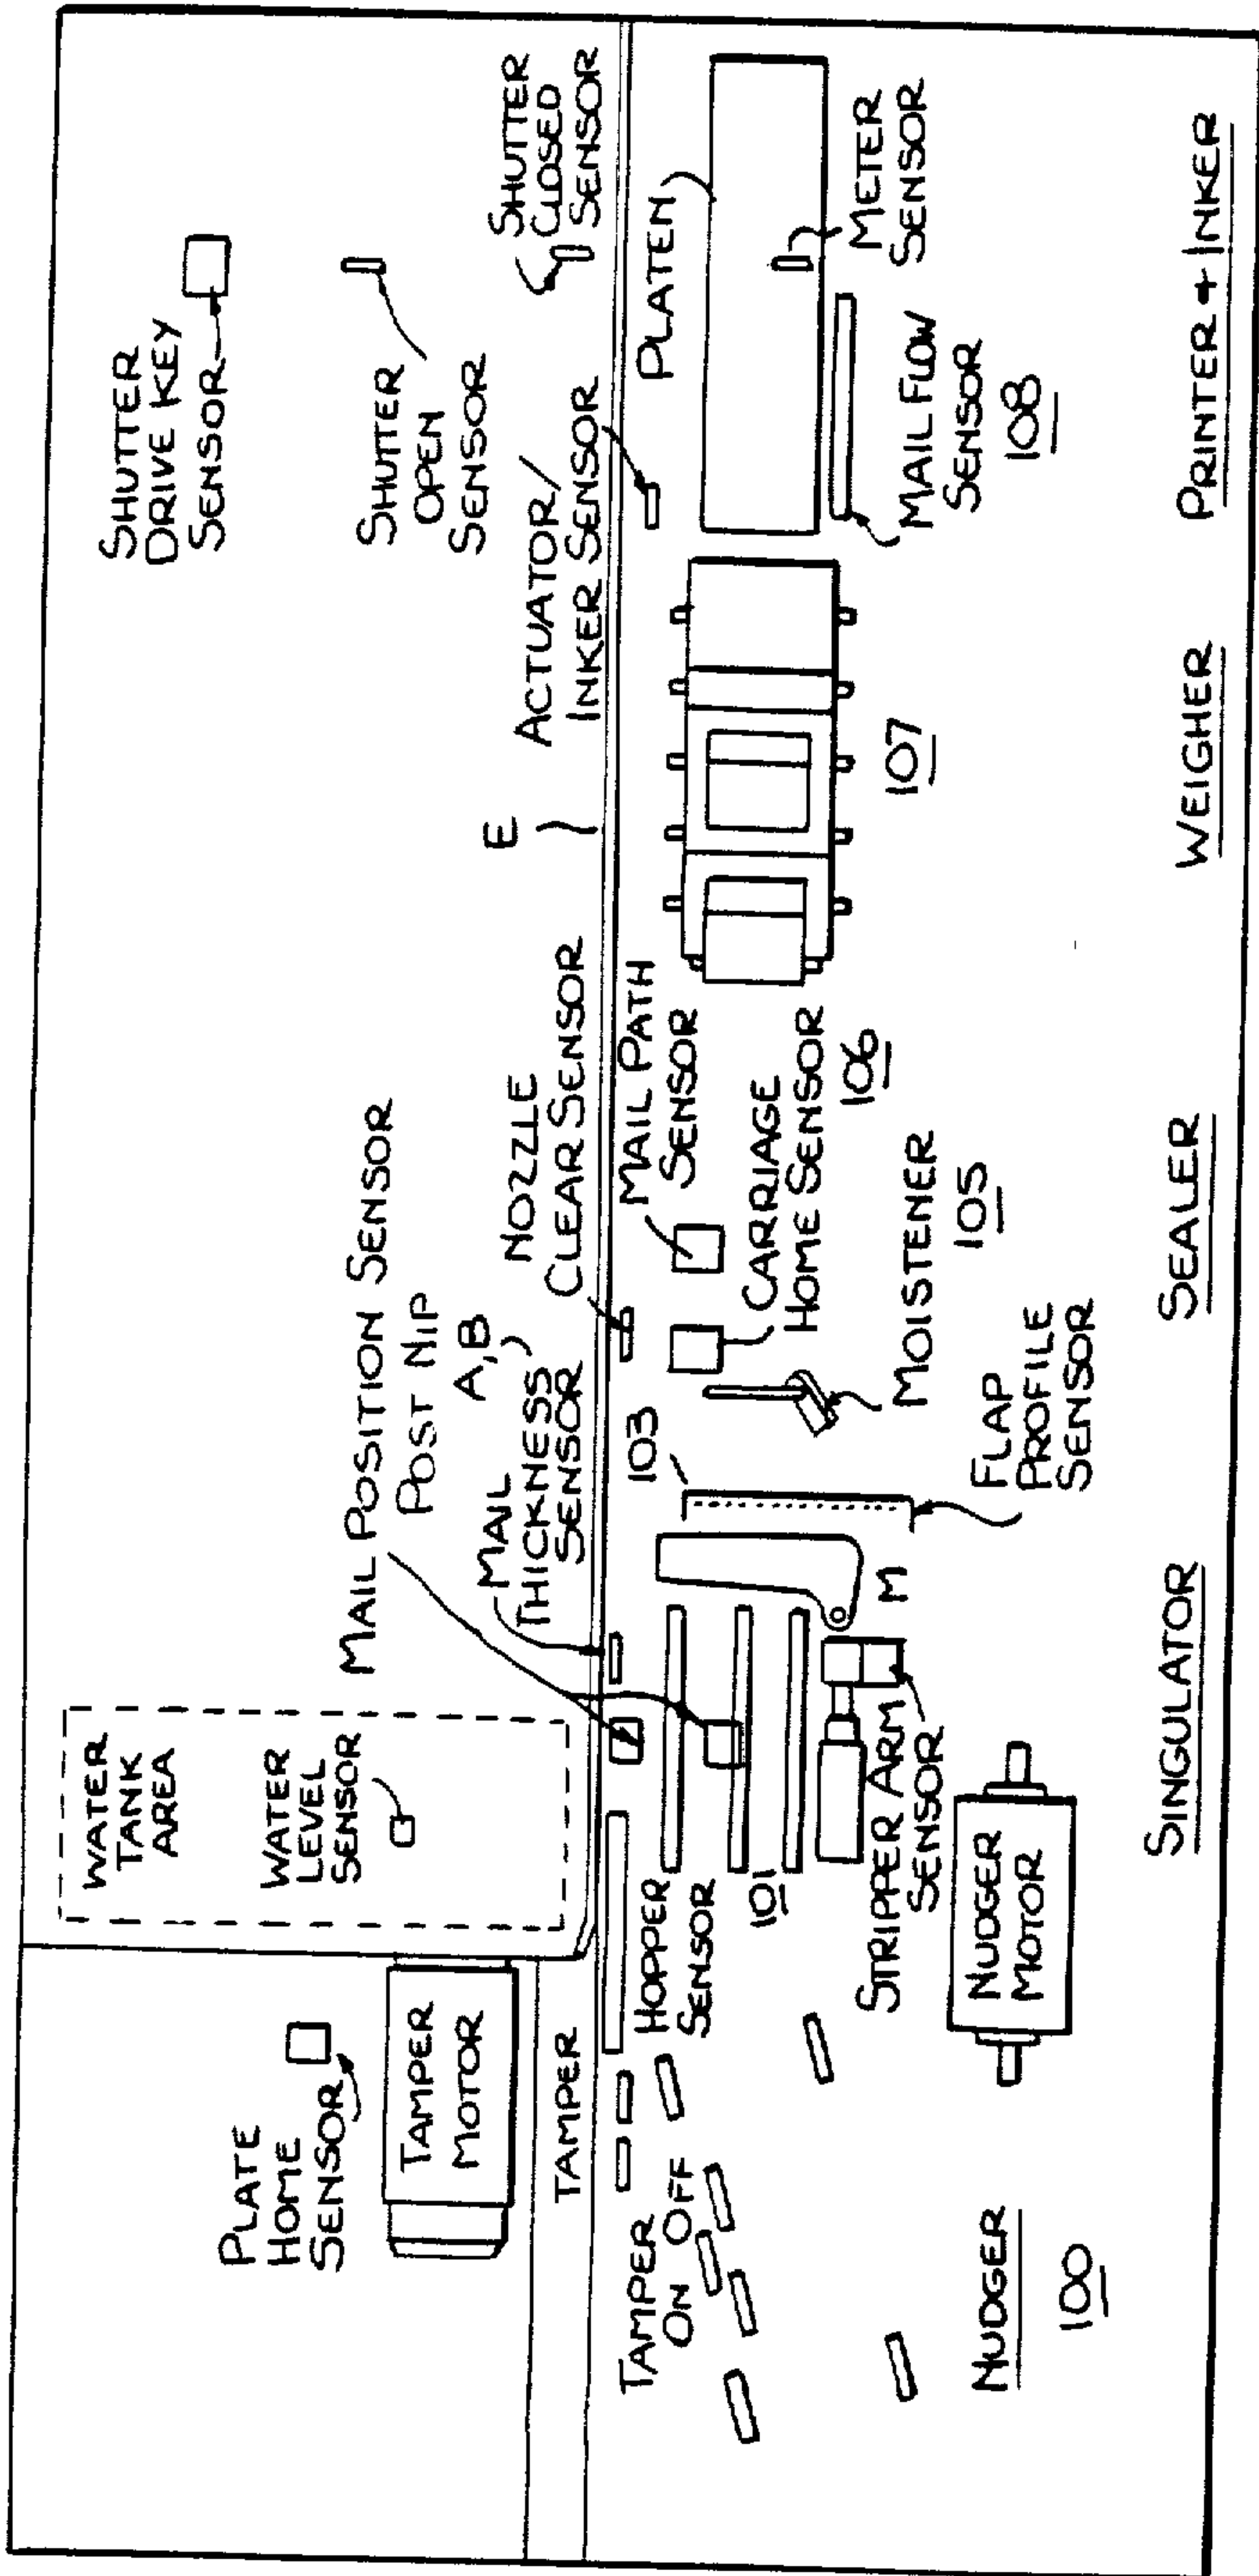 SHUTTER
DRIVE KEY
SENSOR
SHUTTER
OPEN
SENSOR
SHUTTER
CLOSED
SENSOR
ACTUATOR/
INKER SENSOR
PLATEN
METER
SENSOR
MAIL FLOW
SENSOR
108
PRINTER & INKER
E
107
WEIGHER
MAIL POSITION SENSOR
POST NIP
A,B
MAIL
THICKNESS
SENSOR
NOZZLE
CLEAR SENSOR
MAIL PATH
SENSOR
CARRIAGE
HOME SENSOR
106
MOISTENER
105
SEALER
103
FLAP
PROFILE
SENSOR
M
WATER
TANK
AREA
WATER
LEVEL
SENSOR
HOPPER
SENSOR
101
STRIPPER ARM
SENSOR
NUDGER
MOTOR
SINGULATOR
PLATE
HOME
SENSOR
TAMPER
MOTOR
TAMPER
TAMPER
ON OFF
NUDGER
100